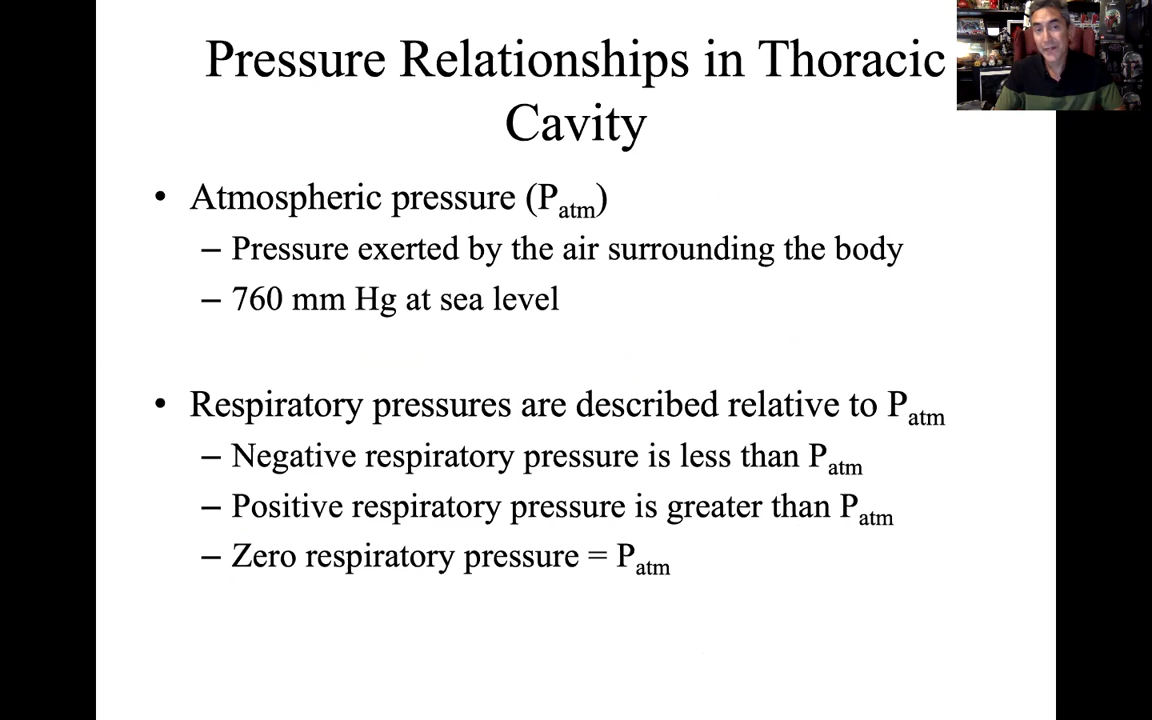 Pressure Relationships in Thoracic
Cavity
• Atmospheric pressure (Patm)
– Pressure exerted by the air surrounding the body
– 760 mm Hg at sea level
• Respiratory pressures are described relative to Patm
– Negative respiratory pressure is less than Patm
– Positive respiratory pressure is greater than Patm
– Zero respiratory pressure = Patm